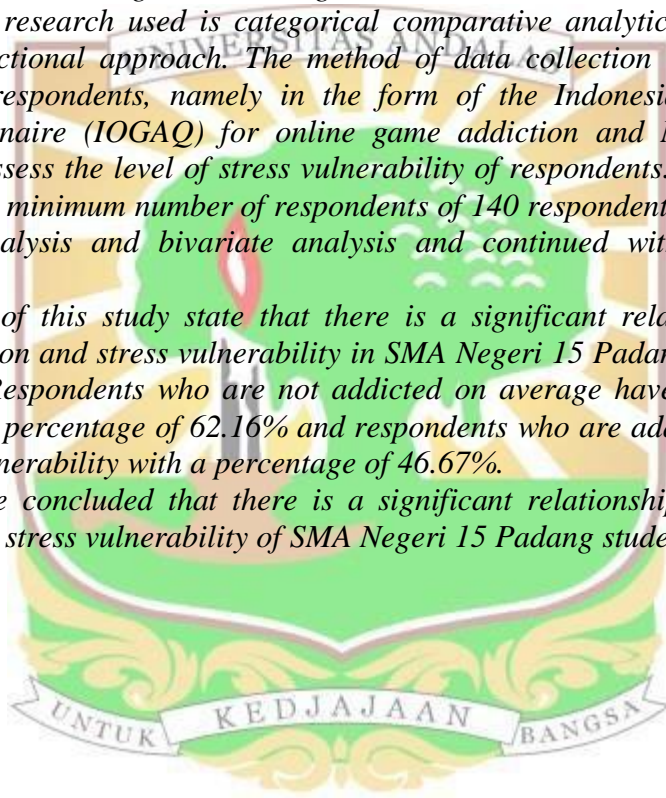 research used is categorical comparative analytic
UNIVERSITAS ANDALAS
ctional approach. The method of data collection
respondents, namely in the form of the Indonesi
naire (IOGAQ) for online game addiction and
ssess the level of stress vulnerability of respondents.
minimum number of respondents of 140 respondent
alysis and bivariate analysis and continued wit
of this study state that there is a significant rela
on and stress vulnerability in SMA Negeri 15 Pada
Respondents who are not addicted on average have
percentage of 62.16% and respondents who are ad
nerability with a percentage of 46.67%.
e concluded that there is a significant relationship
stress vulnerability of SMA Negeri 15 Padang stude
UNTUK KEDJAJAAN BANGSA